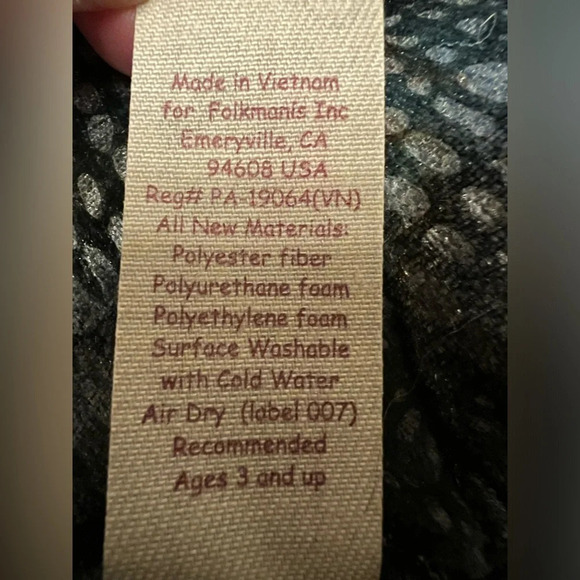 Made in Vietnam
for Folkmanis Inc
Emeryville, CA
94608 USA
Reg# PA-19064(VN)
All New Materials:
Polyester fiber
Polyurethane foam
Polyethylene foam
Surface Washable
with Cold Water
Air Dry (label 007)
Recommended
Ages 3 and up